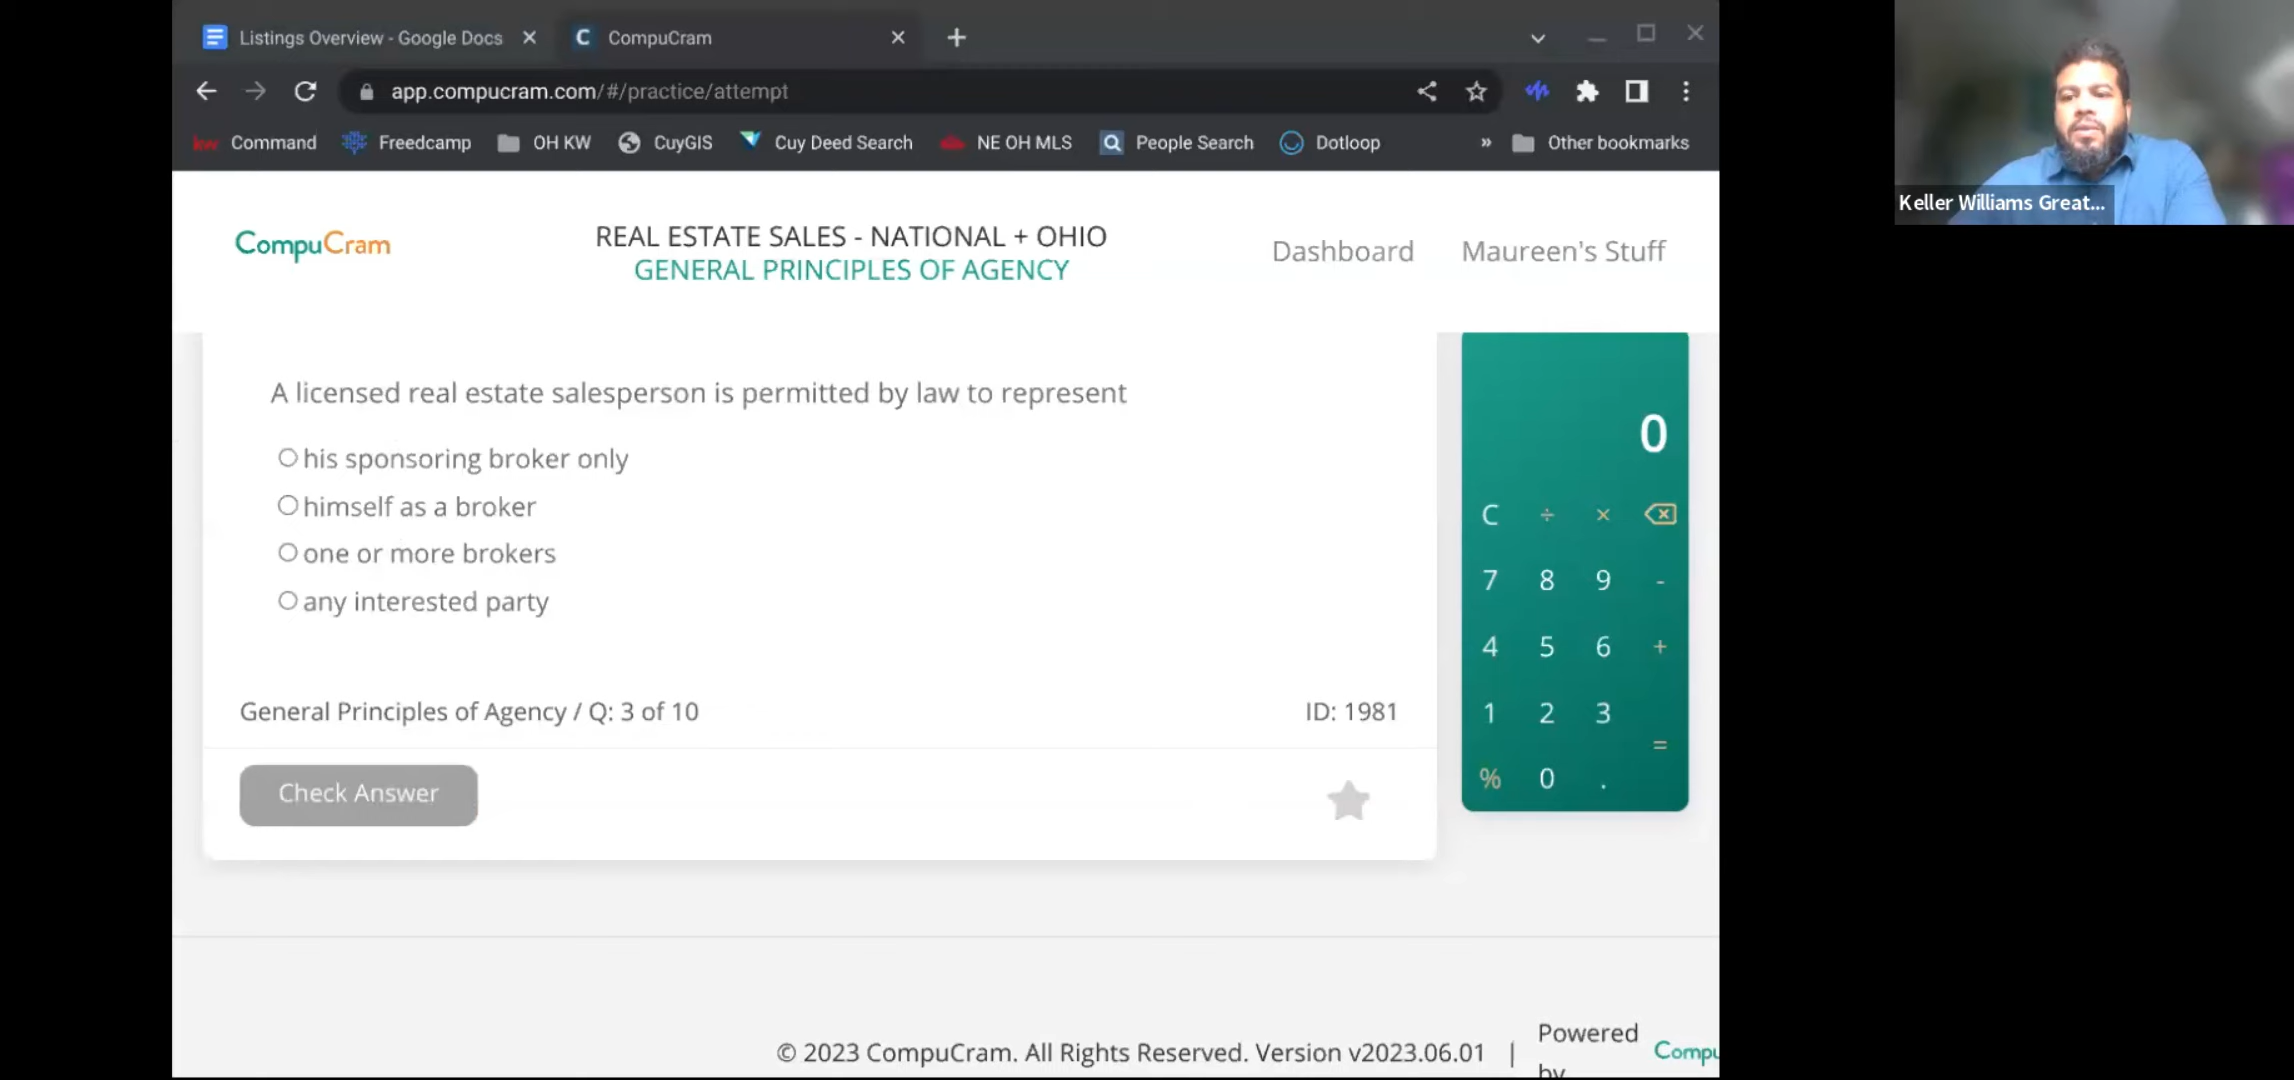 Listings Overview - Google Docs
C CompuCram
app.compucram.com/#/practice/attempt
kw Command Freedcamp OH KW CuyGIS Cuy Deed Search NE OH MLS Q People Search Dotloop » Other bookmarks
Keller Williams Great...
CompuCram
REAL ESTATE SALES - NATIONAL + OHIO
GENERAL PRINCIPLES OF AGENCY
Dashboard Maureen's Stuff
A licensed real estate salesperson is permitted by law to represent
his sponsoring broker only
himself as a broker
one or more brokers
any interested party
General Principles of Agency / Q: 3 of 10 ID: 1981
Check Answer
0
C ÷ ×
7 8 9 -
4 5 6 +
1 2 3
=
% 0 .
© 2023 CompuCram. All Rights Reserved. Version v2023.06.01 | Powered
by
Compu